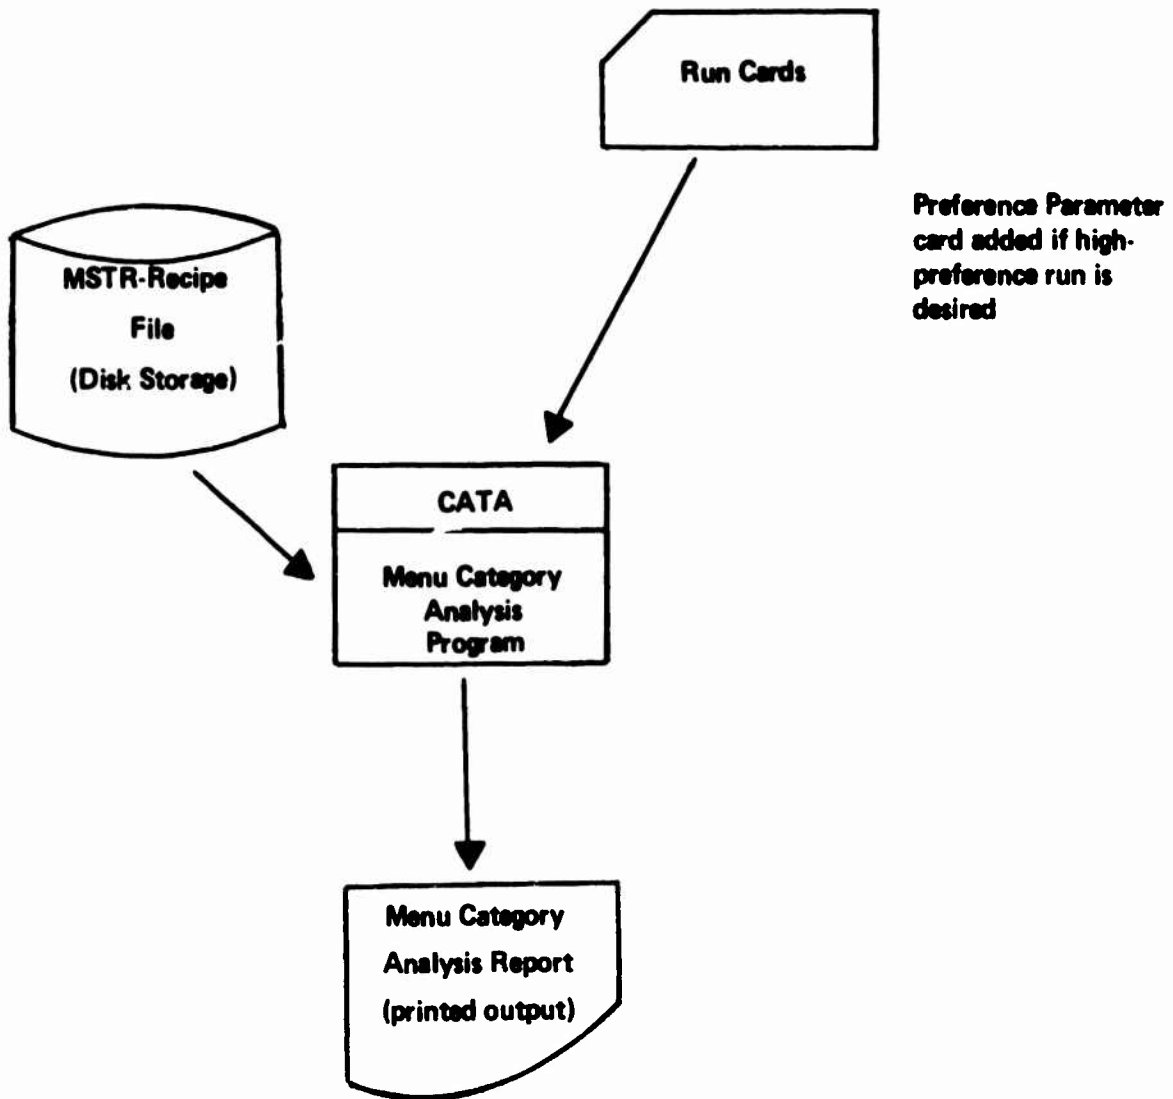 Run Cards
Preference Parameter
card added if high-
preference run is
desired
MSTR-Recipe
File
(Disk Storage)
CATA
Menu Category
Analysis
Program
Menu Category
Analysis Report
(printed output)